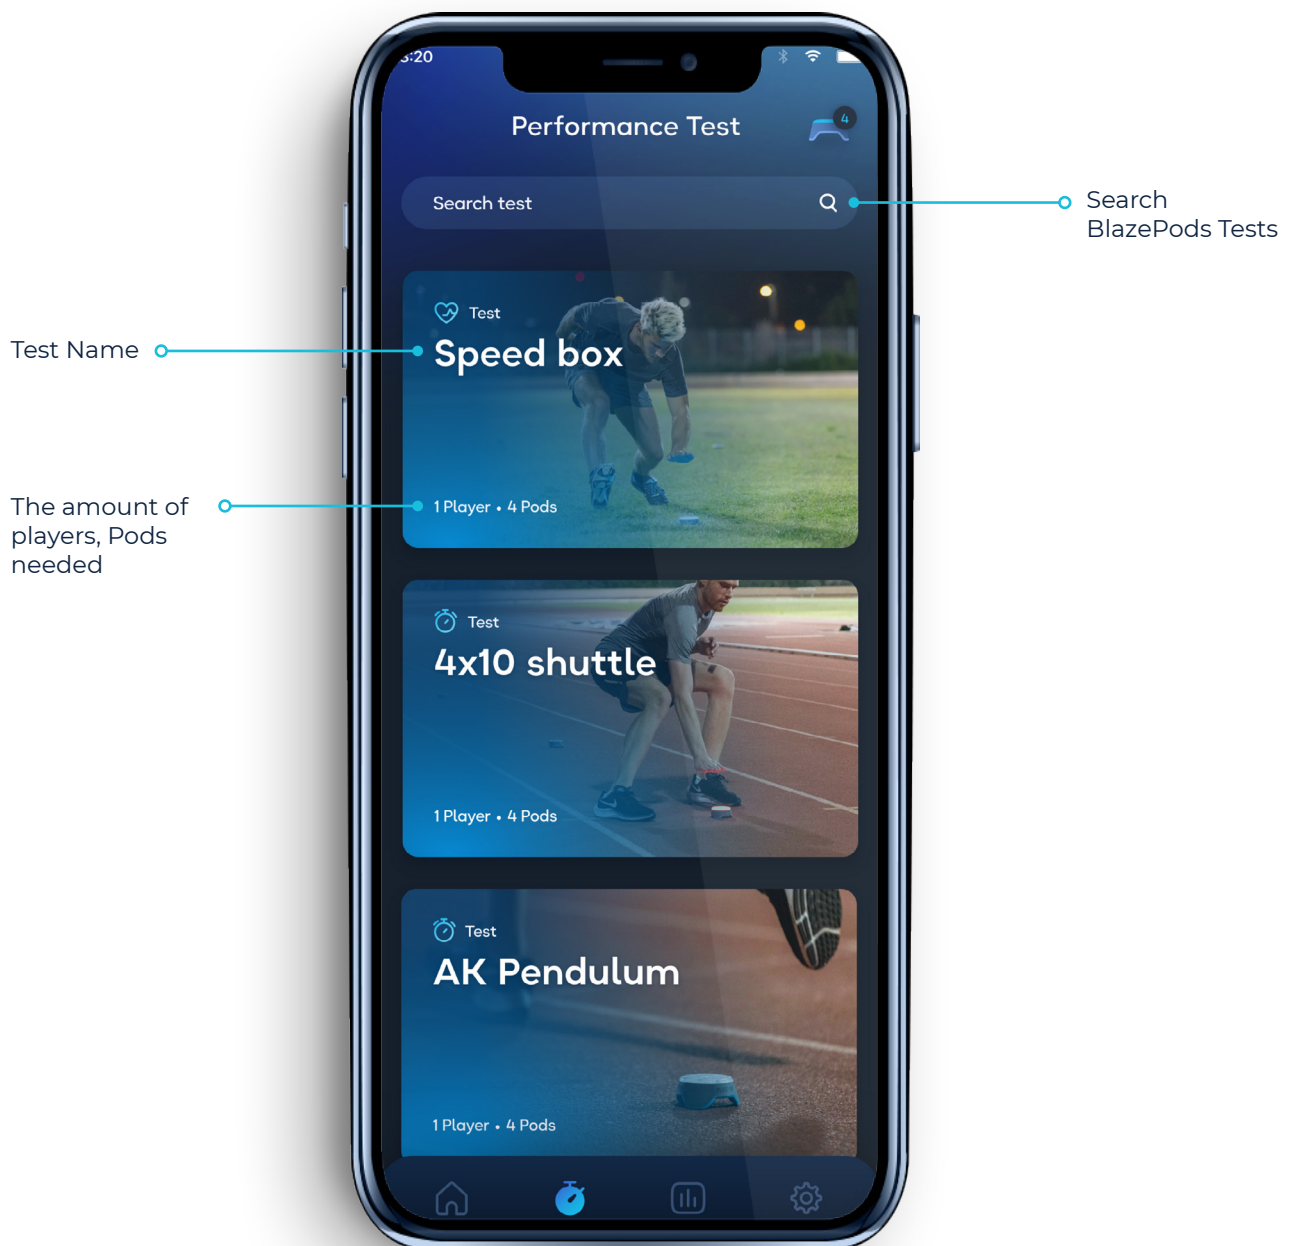 3:20
Performance Test
4
Search test
Search
BlazePods Tests
Test
Test Name
Speed box
The amount of
players, Pods
needed
1 Player • 4 Pods
Test
4x10 shuttle
1 Player • 4 Pods
Test
AK Pendulum
1 Player • 4 Pods